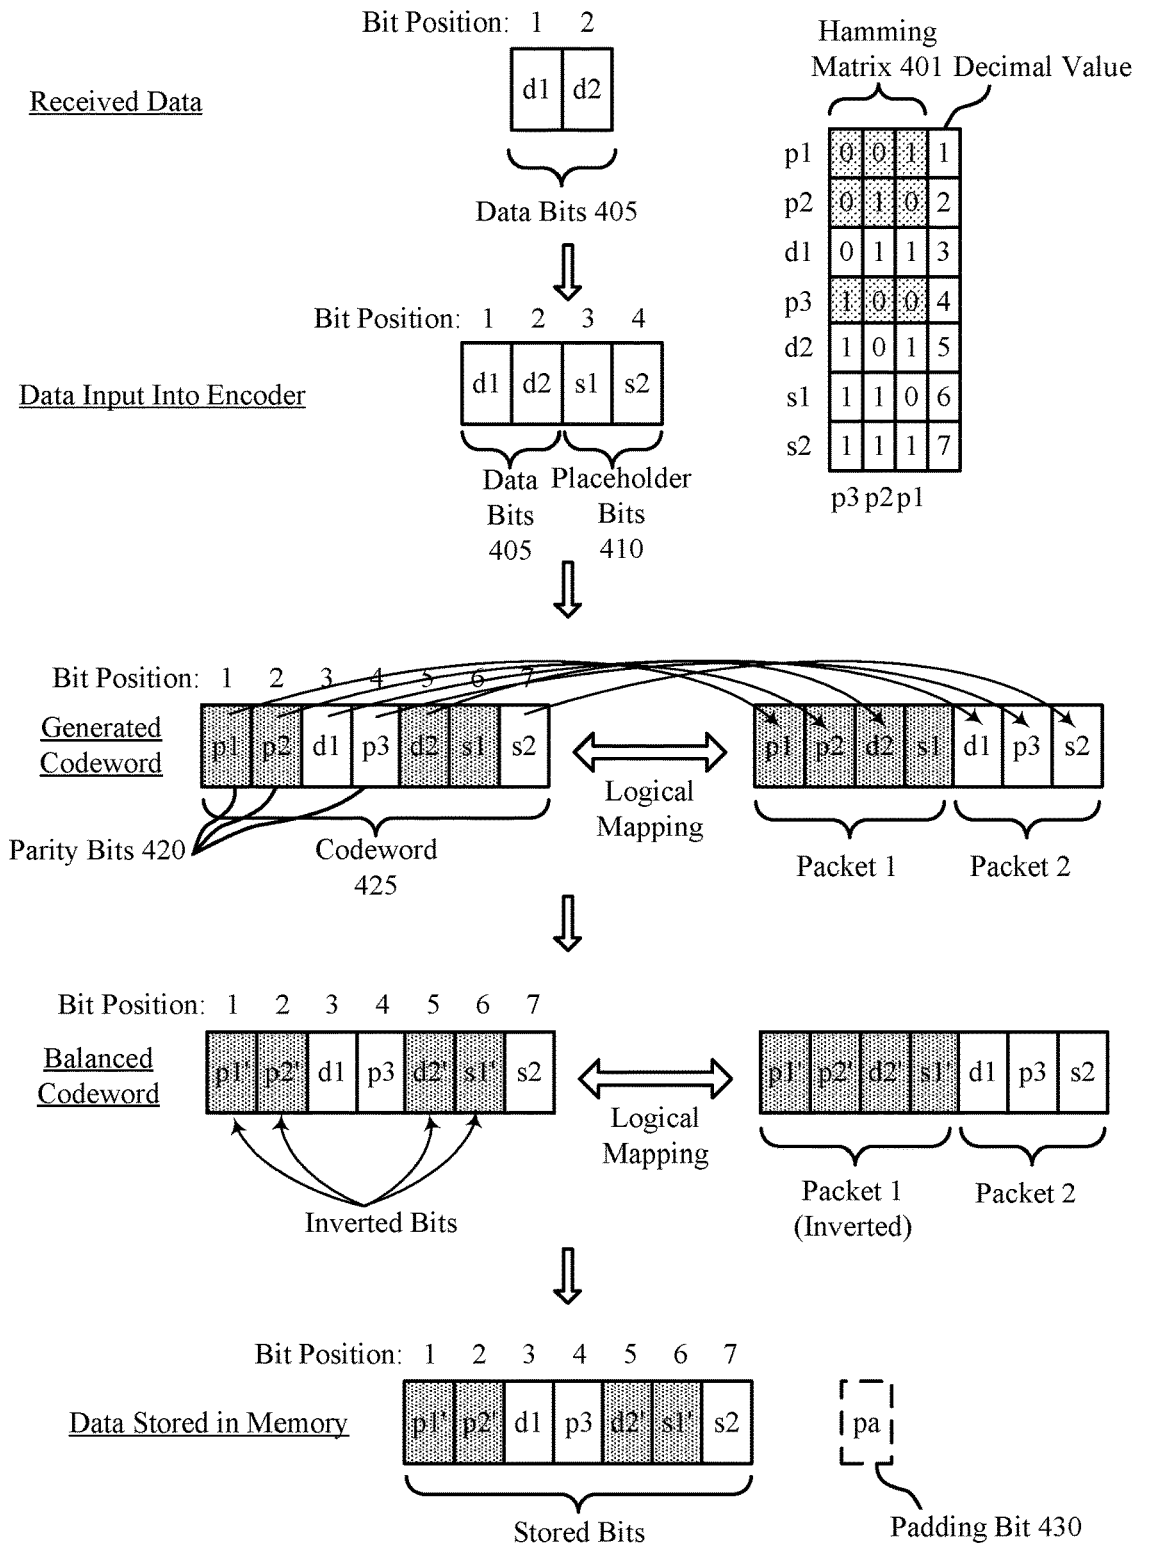 Bit Position: 1 2
Received Data
d1 d2
Data Bits 405
Hamming
Matrix 401 Decimal Value
p1 0 0 1 1
p2 0 1 0 2
d1 0 1 1 3
p3 1 0 0 4
d2 1 0 1 5
s1 1 1 0 6
s2 1 1 1 7
p3 p2 p1
Bit Position: 1 2 3 4
Data Input Into Encoder
d1 d2 s1 s2
Data
Bits
405
Placeholder
Bits
410
Bit Position: 1 2 3 4 5 6 7
Generated
Codeword
p1 p2 d1 p3 d2 s1 s2
Logical
Mapping
p1 p2 d2 s1 d1 p3 s2
Parity Bits 420
Codeword
425
Packet 1
Packet 2
Bit Position: 1 2 3 4 5 6 7
Balanced
Codeword
p1' p2' d1 p3 d2' s1' s2
Logical
Mapping
p1' p2' d2' s1' d1 p3 s2
Inverted Bits
Packet 1
(Inverted)
Packet 2
Bit Position: 1 2 3 4 5 6 7
Data Stored in Memory
p1' p2' d1 p3 d2' s1' s2
pa
Stored Bits
Padding Bit 430